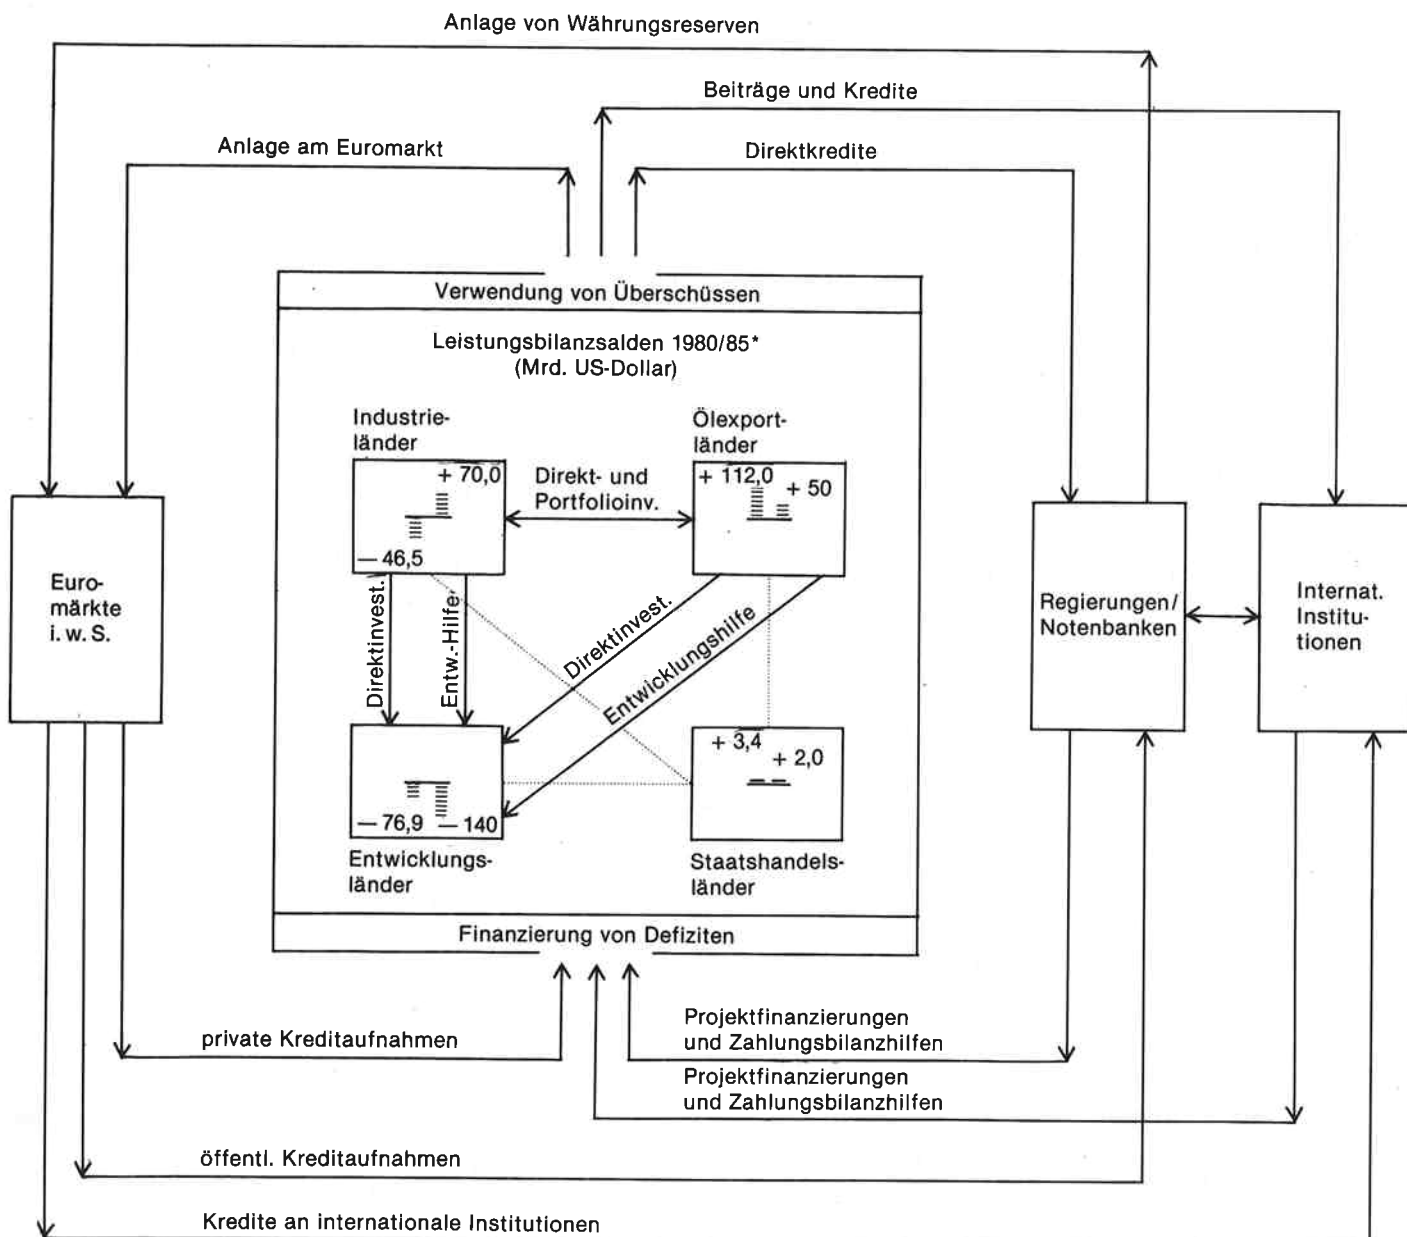 Anlage von Währungsreserven
Beiträge und Kredite
Anlage am Euromarkt
Direktkredite
Verwendung von Überschüssen
Leistungsbilanzsalden 1980/85*
(Mrd. US-Dollar)
Industrie-
länder
Ölexport-
länder
+ 70,0
— 46,5
Direkt- und
Portfolioinv.
+ 112,0
+ 50
Euro-
märkte
i. w. S.
Regierungen/
Notenbanken
Internat.
Institu-
tionen
Direktinvest.
Entw.-Hilfe
Direktinvest.
Entwicklungshilfe
— 76,9
— 140
+ 3,4
+ 2,0
Entwicklungs-
länder
Staatshandels-
länder
Finanzierung von Defiziten
private Kreditaufnahmen
Projektfinanzierungen
und Zahlungsbilanzhilfen
Projektfinanzierungen
und Zahlungsbilanzhilfen
öffentl. Kreditaufnahmen
Kredite an internationale Institutionen